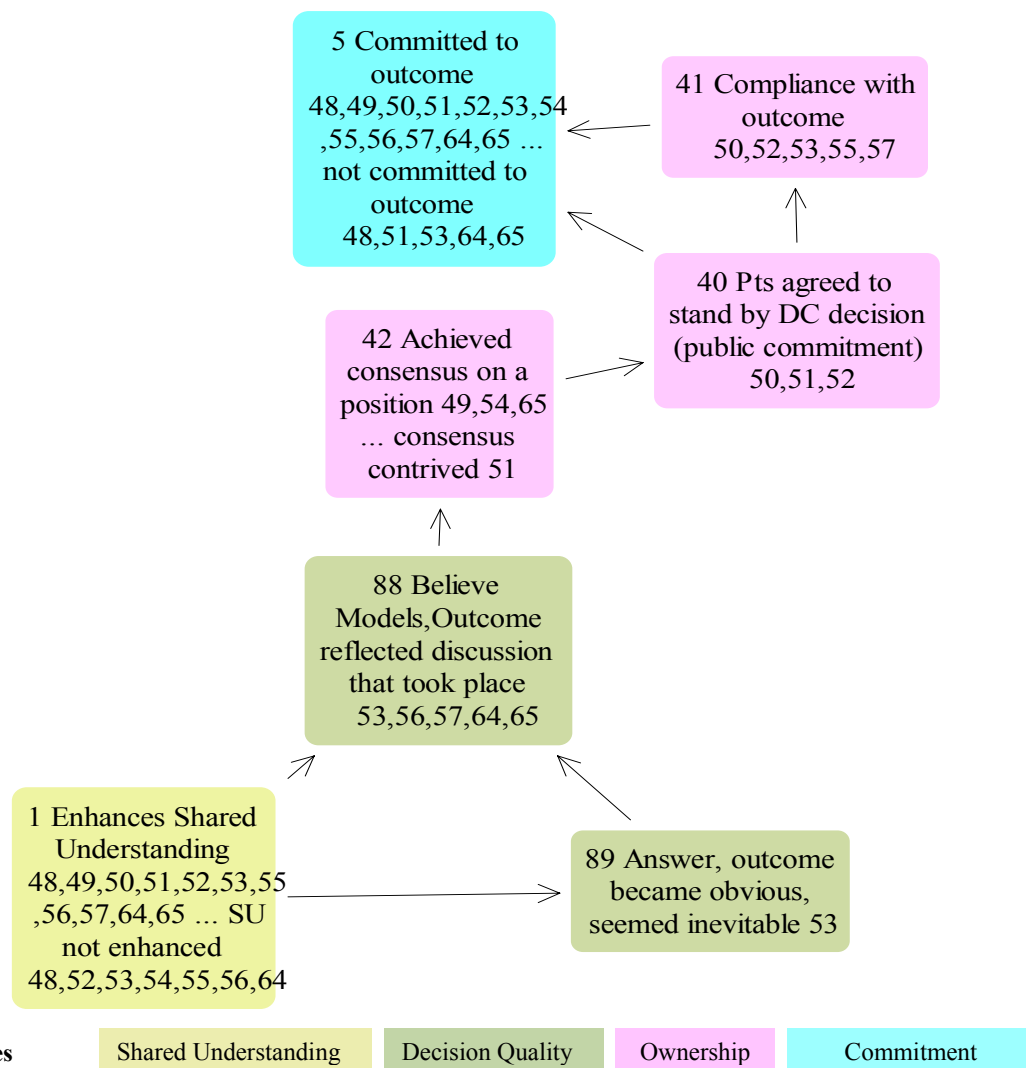 5 Committed to
outcome
48,49,50,51,52,53,54
,55,56,57,64,65 ...
not committed to
outcome
48,51,53,64,65
41 Compliance with
outcome
50,52,53,55,57
40 Pts agreed to
stand by DC decision
(public commitment)
50,51,52
42 Achieved
consensus on a
position 49,54,65
... consensus
contrived 51
88 Believe
Models,Outcome
reflected discussion
that took place
53,56,57,64,65
1 Enhances Shared
Understanding
48,49,50,51,52,53,55
,56,57,64,65 ... SU
not enhanced
48,52,53,54,55,56,64
89 Answer, outcome
became obvious,
seemed inevitable 53
es
Shared Understanding
Decision Quality
Ownership
Commitment